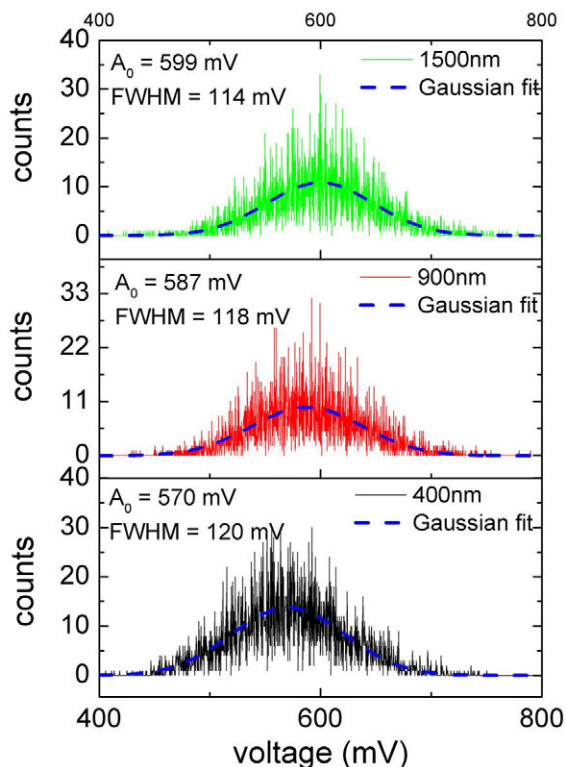 400 600 800
40
30
20
10
0
counts
A₀ = 599 mV
FWHM = 114 mV
1500nm
Gaussian fit
33
22
11
0
counts
A₀ = 587 mV
FWHM = 118 mV
900nm
Gaussian fit
40
30
20
10
0
counts
A₀ = 570 mV
FWHM = 120 mV
400nm
Gaussian fit
400 600 800
voltage (mV)